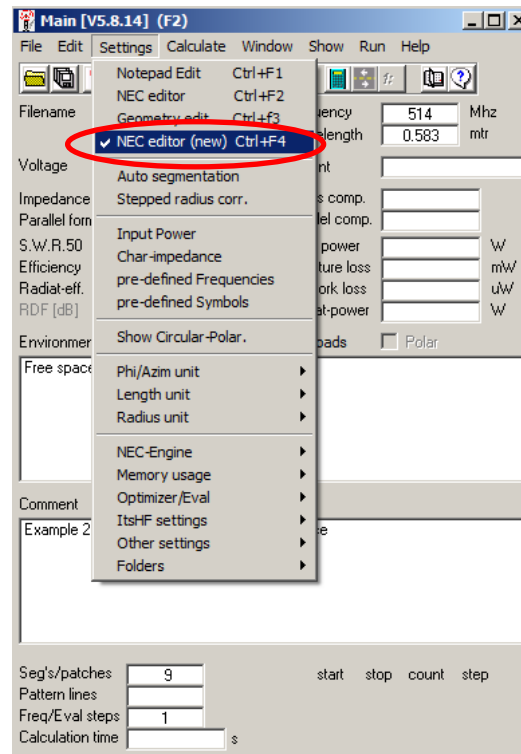 Main [V5.8.14] (F2)
File Edit Settings Calculate Window Show Run Help
Notepad Edit Ctrl+F1
NEC editor Ctrl+F2
Geometry edit Ctrl+f3
NEC editor (new) Ctrl+F4
Auto segmentation
Stepped radius corr.
Input Power
Char-impedance
pre-defined Frequencies
pre-defined Symbols
Show Circular-Polar.
Phi/Azim unit
Length unit
Radius unit
NEC-Engine
Memory usage
Optimizer/Eval
ItsHF settings
Other settings
Folders
Filename
uency 514 Mhz
elength 0.583 mtr
Voltage
nt
Impedance
s comp.
Parallel form
lel comp.
S.W.R.50
power W
Efficiency
ture loss mW
Radiat-eff.
ork loss uW
RDF [dB]
at-power W
Environmen
oads Polar
Free space
Comment
Example 2
ce
Seg's/patches 9
start stop count step
Pattern lines
Freq/Eval steps 1
Calculation time s